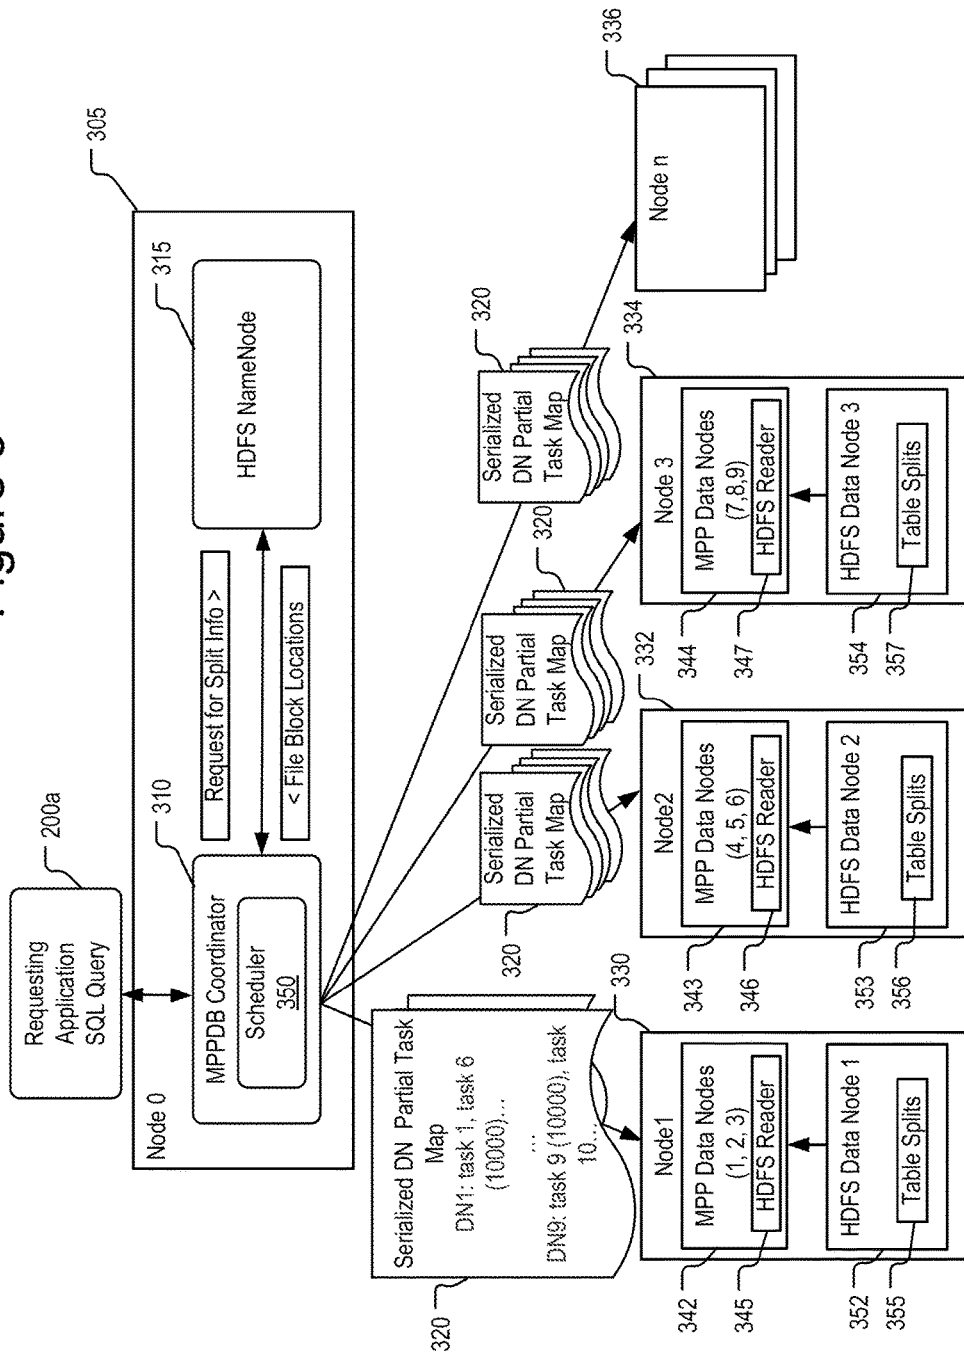 Figure
200a
Requesting
Application
SQL Query
305
Node 0
310
MPPDB Coordinator
Scheduler
350
Request for Split Info >
< File Block Locations
315
HDFS NameNode
320
Serialized DN Partial Task
Map
DN1: task 1, task 6
(10000)...
...
DN9: task 9 (10000), task
10...
320
Serialized
DN Partial
Task Map
320
Serialized
DN Partial
Task Map
320
Serialized
DN Partial
Task Map
330
Node1
342
MPP Data Nodes
(1, 2, 3)
345
HDFS Reader
352
HDFS Data Node 1
355
Table Splits
332
Node2
343
MPP Data Nodes
(4, 5, 6)
346
HDFS Reader
353
HDFS Data Node 2
356
Table Splits
334
Node 3
344
MPP Data Nodes
(7,8,9)
347
HDFS Reader
354
HDFS Data Node 3
357
Table Splits
336
Node n